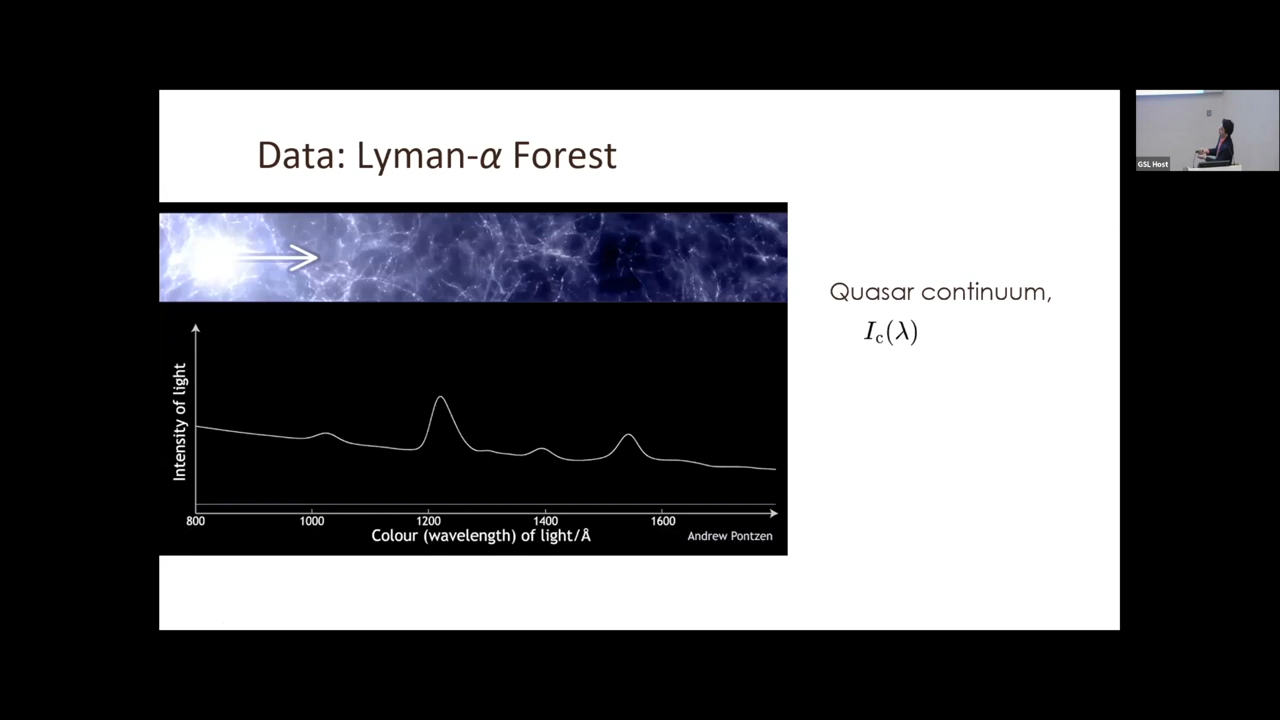 Data: Lyman-α Forest
GSL Host
Quasar continuum,
I_c(λ)
Intensity of light
800 1000 1200 1400 1600
Colour (wavelength) of light/Å
Andrew Pontzen